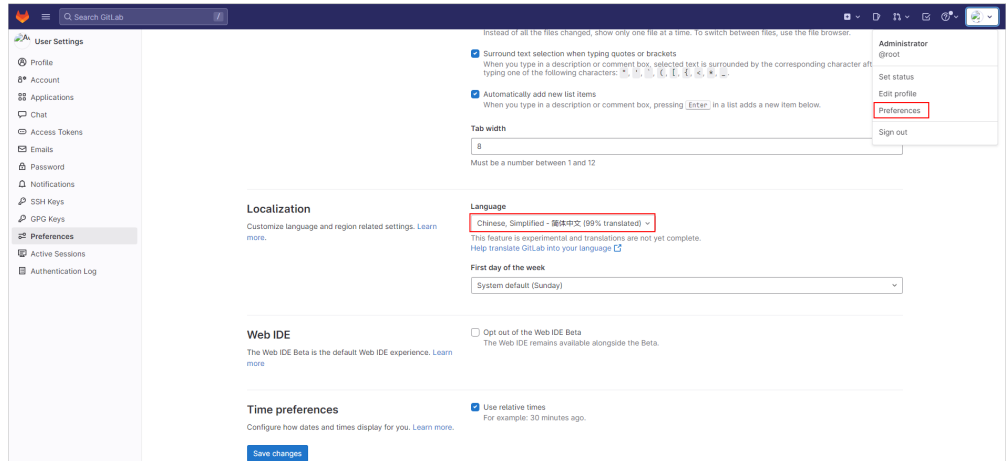 Search GitLab
/
User Settings
Profile
Account
Applications
Chat
Access Tokens
Emails
Password
Notifications
SSH Keys
GPG Keys
Preferences
Active Sessions
Authentication Log
Instead of all the files changed, show only one file at a time. To switch between files, use the file browser.
Surround text selection when typing quotes or brackets
When you type in a description or comment box, selected text is surrounded by the corresponding character aft
typing one of the following characters: ", ', `, (, [, {, <, *, _.
Automatically add new list items
When you type in a description or comment box, pressing Enter in a list adds a new item below.
Tab width
8
Must be a number between 1 and 12
Localization
Customize language and region related settings. Learn
more.
Language
Chinese, Simplified - 简体中文 (99% translated)
This feature is experimental and translations are not yet complete.
Help translate GitLab into your language
First day of the week
System default (Sunday)
Web IDE
The Web IDE Beta is the default Web IDE experience. Learn
more
Opt out of the Web IDE Beta
The Web IDE remains available alongside the Beta.
Time preferences
Configure how dates and times display for you. Learn more.
Use relative times
For example: 30 minutes ago.
Save changes
Administrator
@root
Set status
Edit profile
Preferences
Sign out